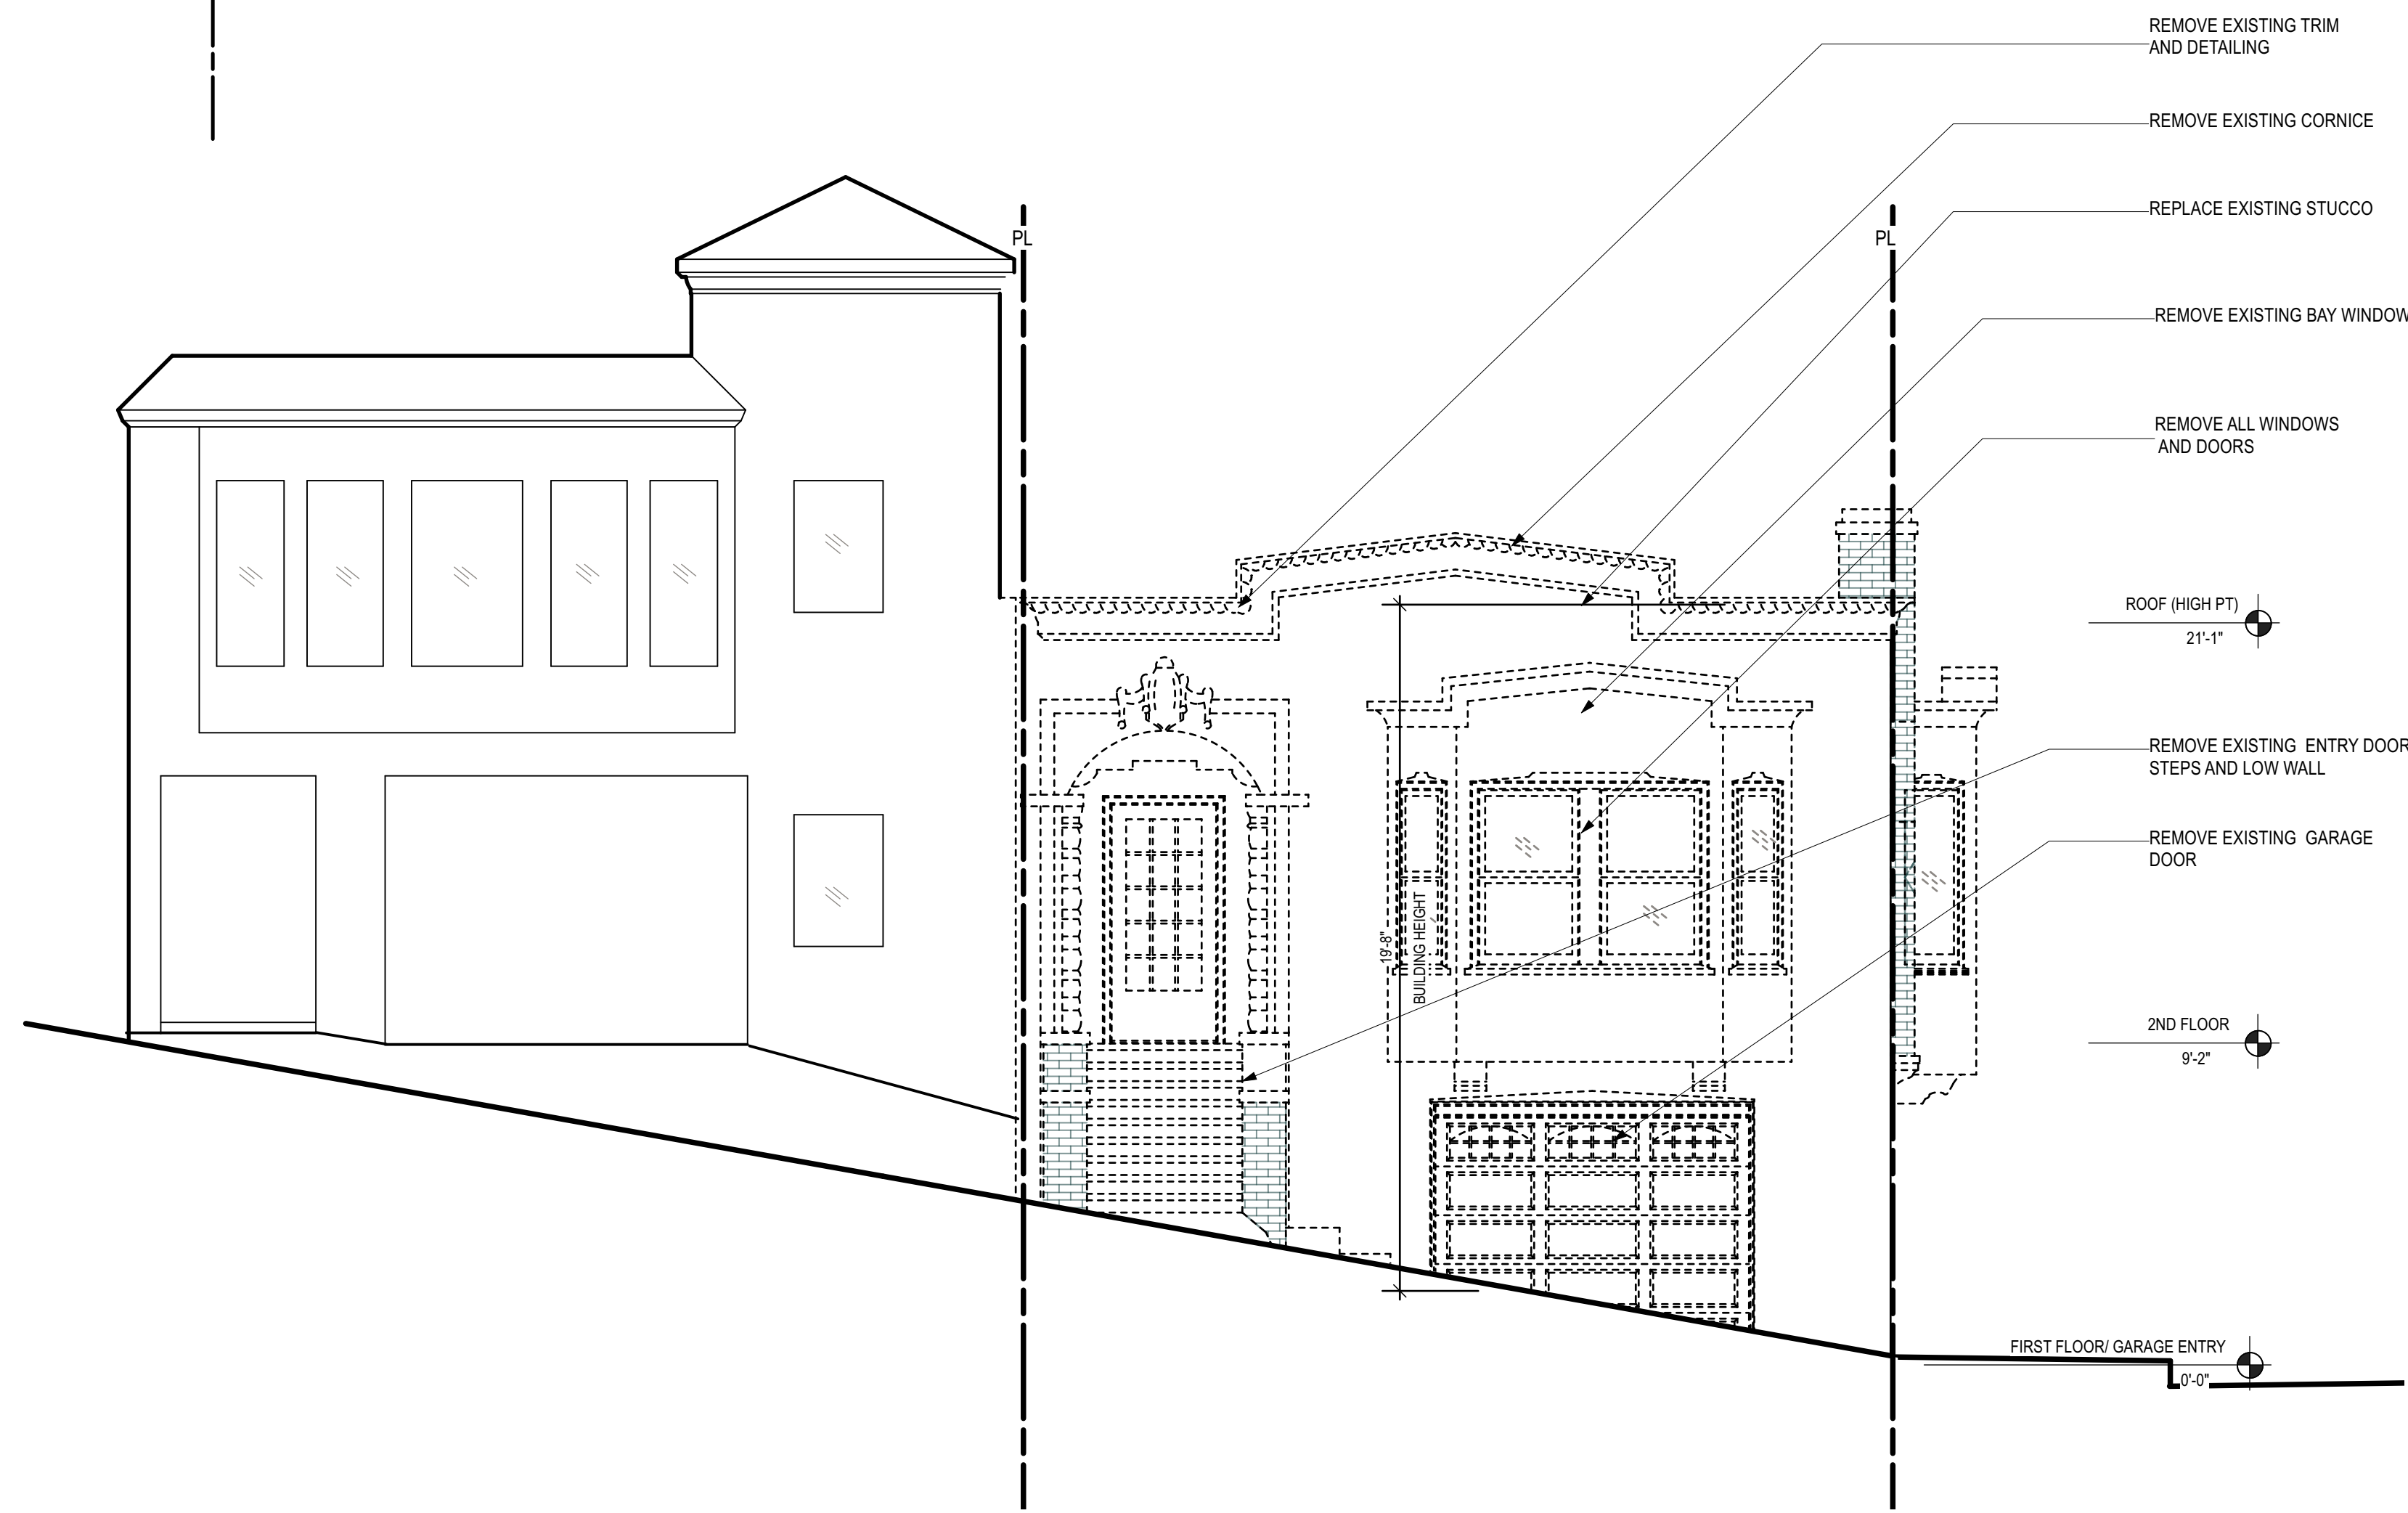 REMOVE EXISTING TRIM
AND DETAILING
REMOVE EXISTING CORNICE
REPLACE EXISTING STUCCO
PL
PL
REMOVE EXISTING BAY WINDOW
REMOVE ALL WINDOWS
AND DOORS
ROOF (HIGH PT)
21'-1"
REMOVE EXISTING ENTRY DOOR
STEPS AND LOW WALL
REMOVE EXISTING GARAGE
DOOR
19'-8"
BUILDING HEIGHT
2ND FLOOR
9'-2"
FIRST FLOOR/ GARAGE ENTRY
0'-0"